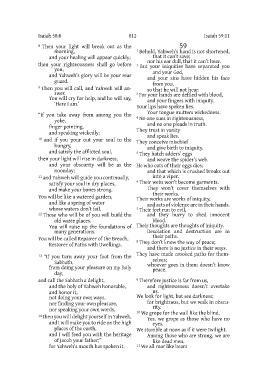 Isaiah 58:8 812 Isaiah 59:11
8 Then your light will break out as the
morning,
and your healing will appear quickly;
then your righteousness shall go before
you,
and Yahweh's glory will be your rear
guard.
9 then you will call, and Yahweh will an-
swer.
You will cry for help, and he will say,
'Here I am.'
"If you take away from among you the
yoke,
finger pointing,
and speaking wickedly;
10 and if you pour out your soul to the
hungry,
and satisfy the afflicted soul,
then your light will rise in darkness,
and your obscurity will be as the
noonday;
11 and Yahweh will guide you continually,
satisfy your soul in dry places,
and make your bones strong.
You will be like a watered garden,
and like a spring of water
whose waters don't fail.
12 Those who will be of you will build the
old waste places.
You will raise up the foundations of
many generations.
You will be called Repairer of the Breach,
Restorer of Paths with Dwellings.
13 "If you turn away your foot from the
Sabbath,
from doing your pleasure on my holy
day,
and call the Sabbath a delight,
and the holy of Yahweh honorable,
and honor it,
not doing your own ways,
nor finding your own pleasure,
nor speaking your own words,
14 then you will delight yourself in Yahweh,
and I will make you to ride on the high
places of the earth,
and I will feed you with the heritage
of Jacob your father;"
for Yahweh's mouth has spoken it.
59
1 Behold, Yahweh's hand is not shortened,
that it can't save;
nor his ear dull, that it can't hear.
2 But your iniquities have separated you
and your God,
and your sins have hidden his face
from you,
so that he will not hear.
3 For your hands are defiled with blood,
and your fingers with iniquity.
Your lips have spoken lies.
Your tongue mutters wickedness.
4 No one sues in righteousness,
and no one pleads in truth.
They trust in vanity
and speak lies.
They conceive mischief
and give birth to iniquity.
5 They hatch adders' eggs
and weave the spider's web.
He who eats of their eggs dies;
and that which is crushed breaks out
into a viper.
6 Their webs won't become garments.
They won't cover themselves with
their works.
Their works are works of iniquity,
and acts of violence are in their hands.
7 Their feet run to evil,
and they hurry to shed innocent
blood.
Their thoughts are thoughts of iniquity.
Desolation and destruction are in
their paths.
8 They don't know the way of peace;
and there is no justice in their ways.
They have made crooked paths for them-
selves;
whoever goes in them doesn't know
peace.
9 Therefore justice is far from us,
and righteousness doesn't overtake
us.
We look for light, but see darkness;
for brightness, but we walk in obscu-
rity.
10 We grope for the wall like the blind.
Yes, we grope as those who have no
eyes.
We stumble at noon as if it were twilight.
Among those who are strong, we are
like dead men.
11 We all roar like bears